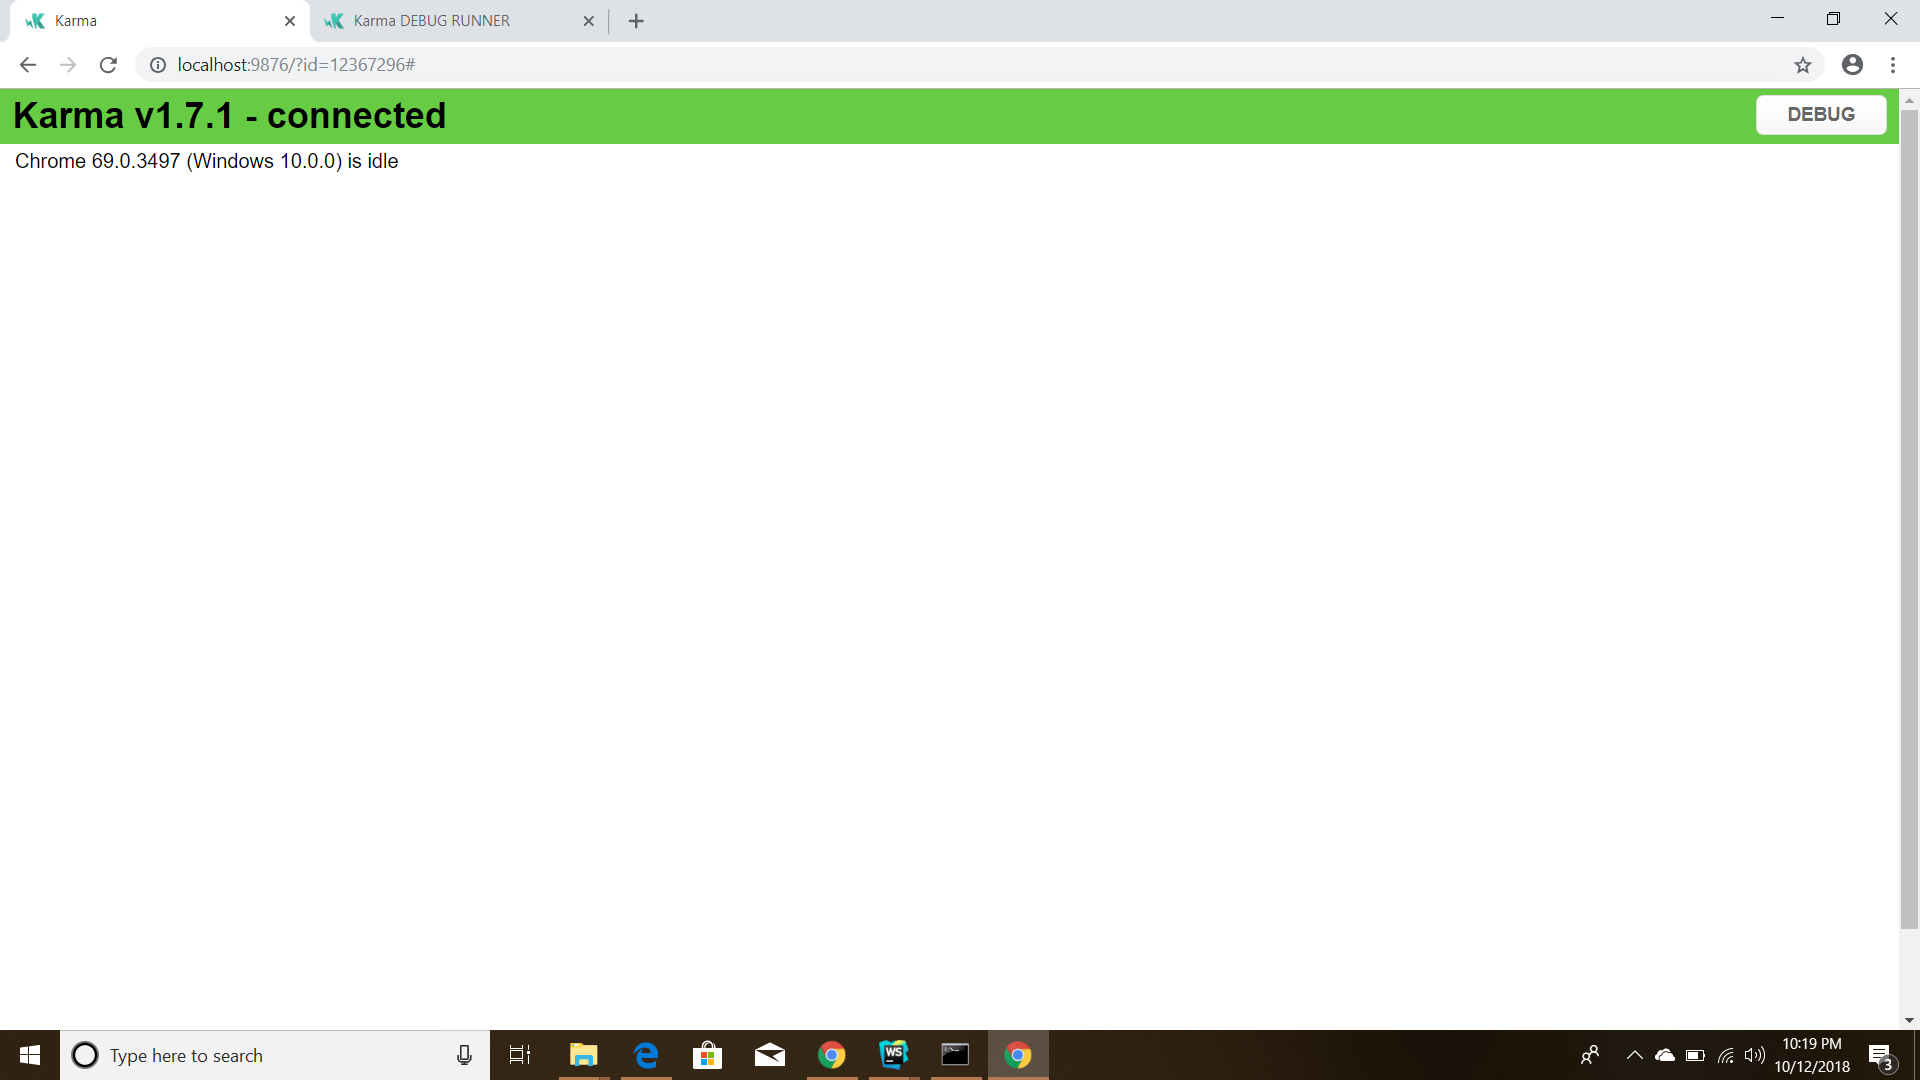 Karma
Karma DEBUG RUNNER
localhost:9876/?id=12367296#
Karma v1.7.1 - connected
DEBUG
Chrome 69.0.3497 (Windows 10.0.0) is idle
Type here to search
WS
10:19 PM
10/12/2018
3